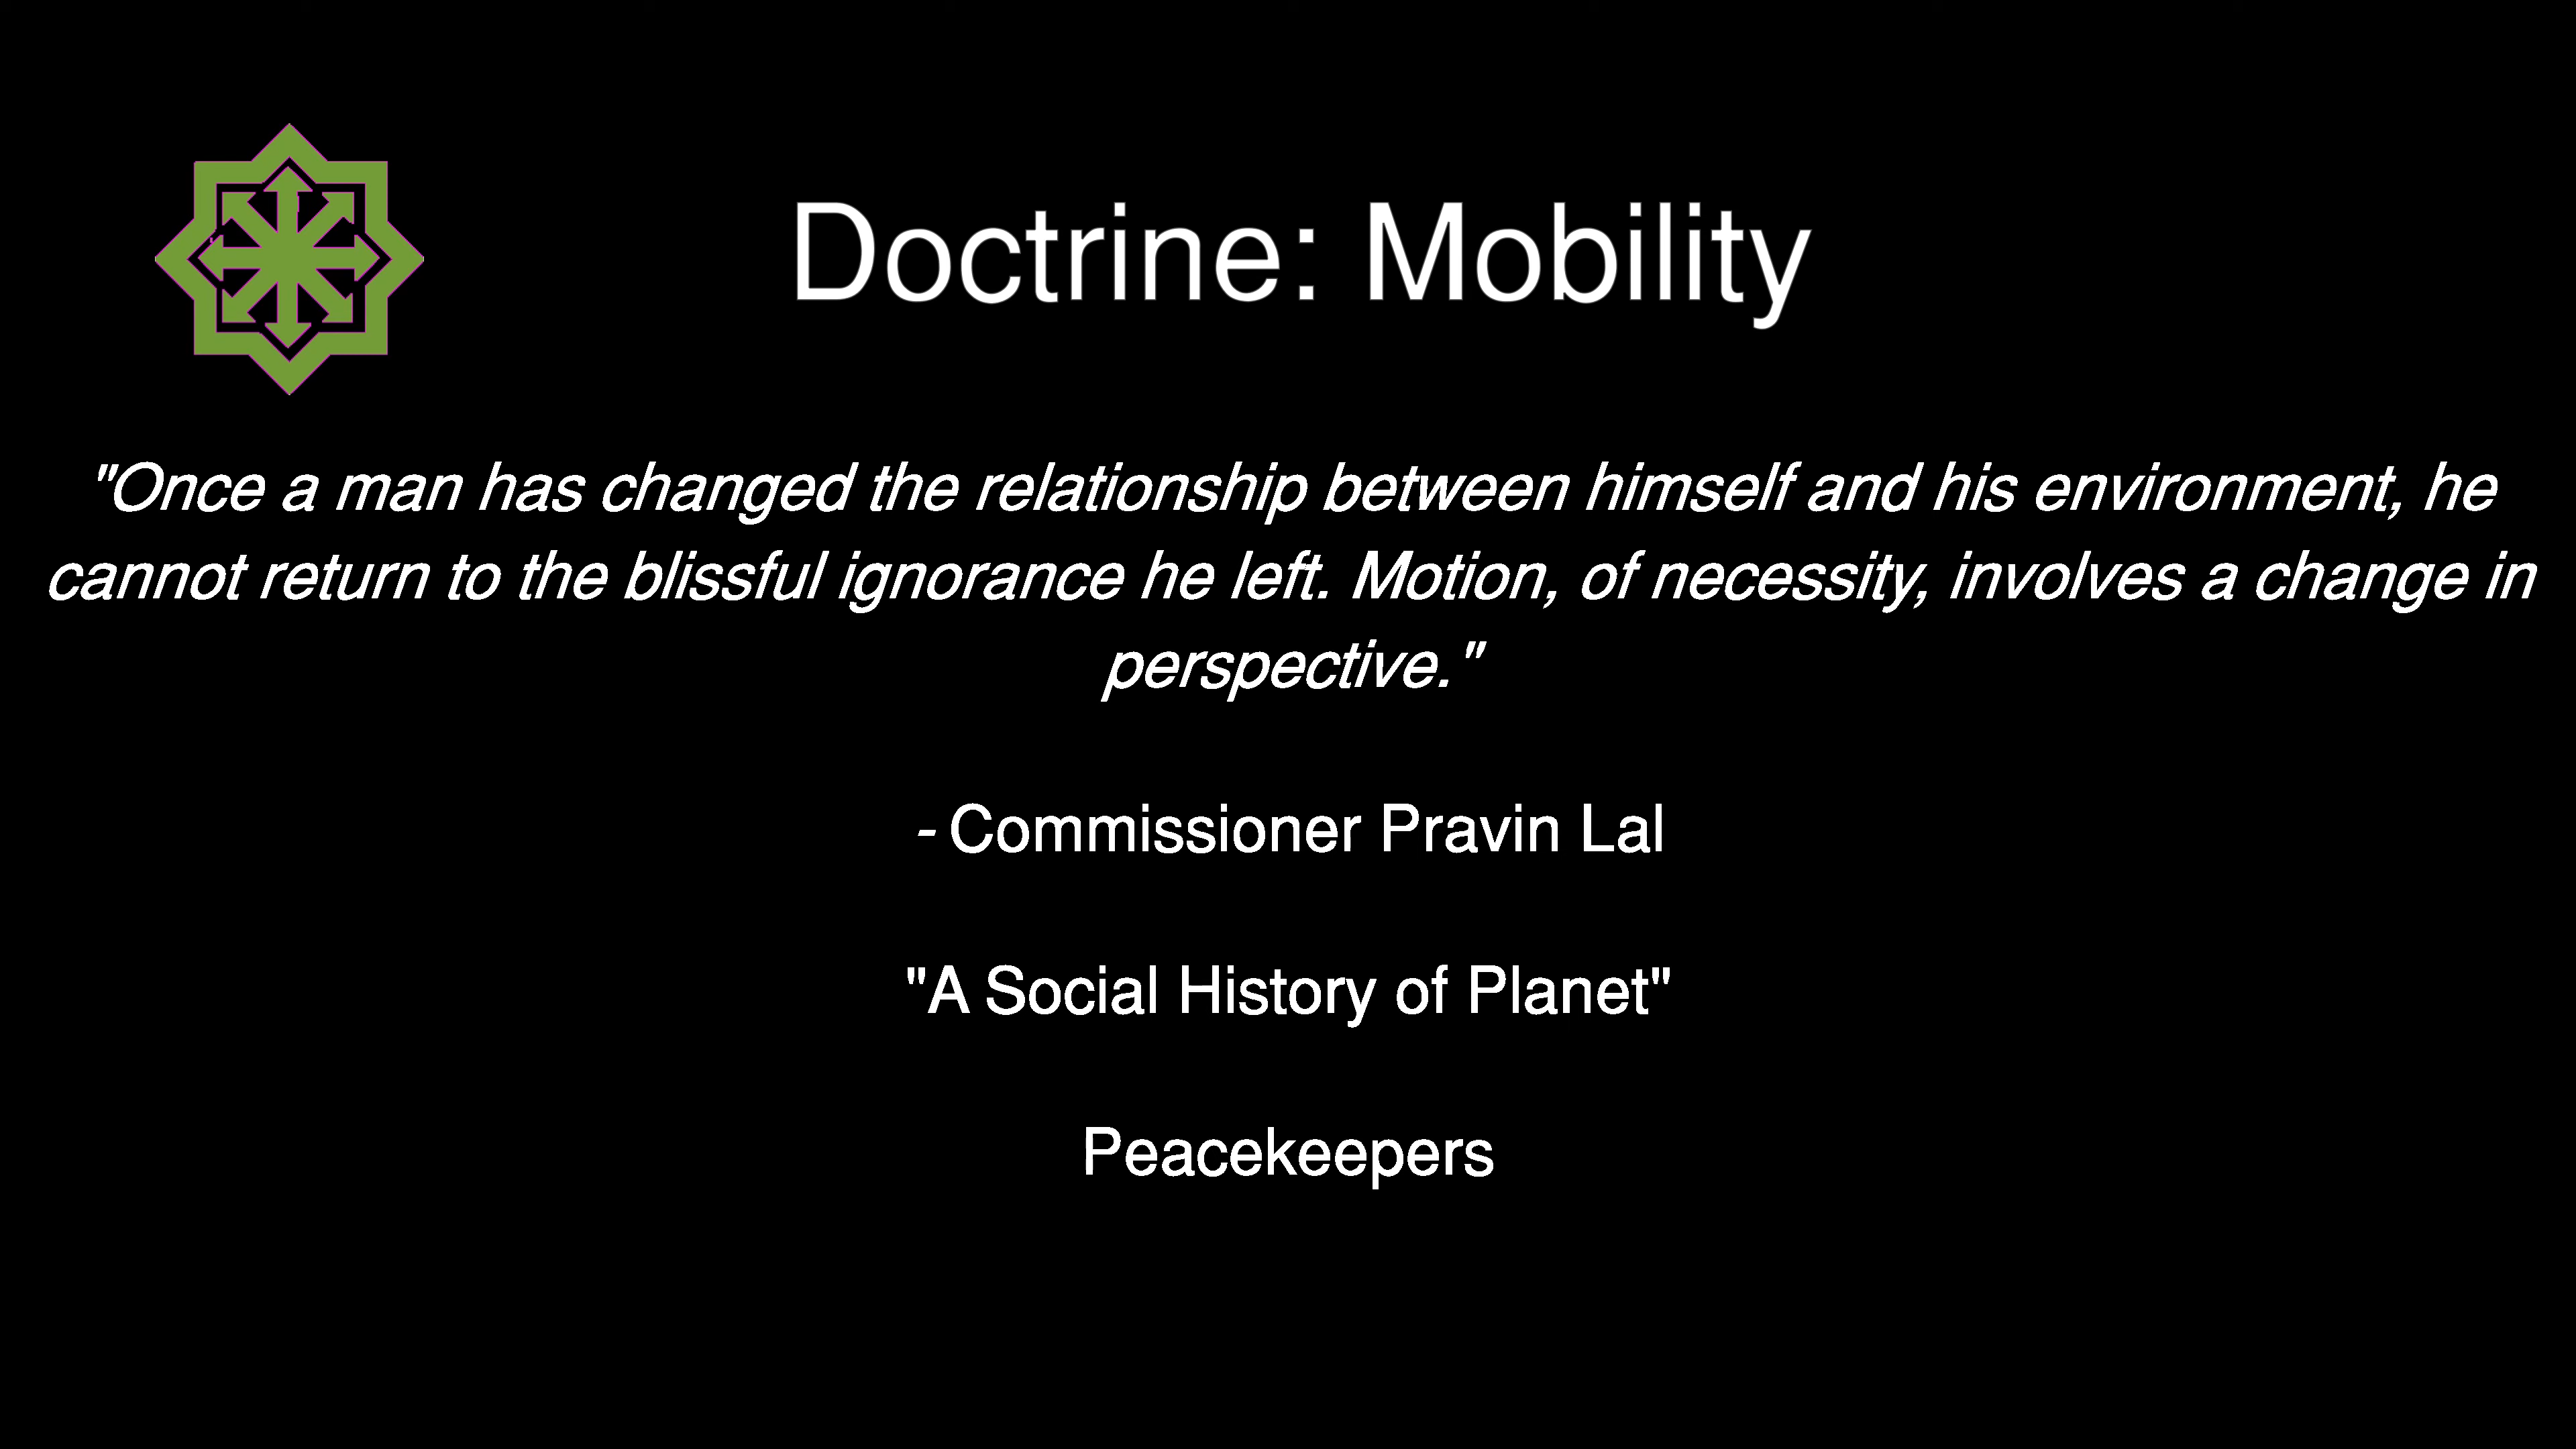 Doctrine: Mobility
"Once a man has changed the relationship between himself and his environment, he
cannot return to the blissful ignorance he left. Motion, of necessity, involves a change in
perspective."
- Commissioner Pravin Lal
"A Social History of Planet"
Peacekeepers